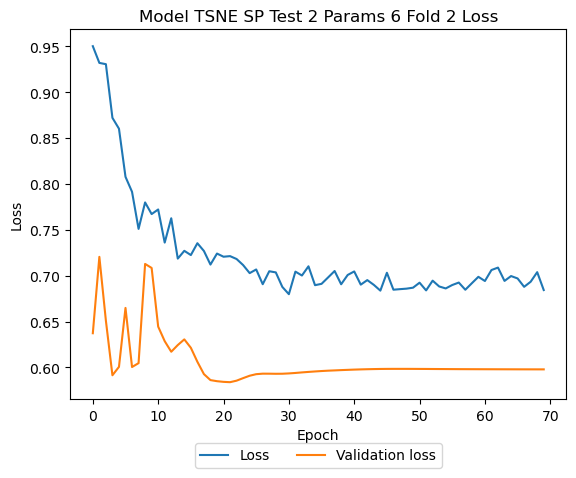 Model TSNE SP Test 2 Params 6 Fold 2 Loss
Loss
0.95
0.90
0.85
0.80
0.75
0.70
0.65
0.60
0 10 20 30 40 50 60 70
Epoch
Loss Validation loss